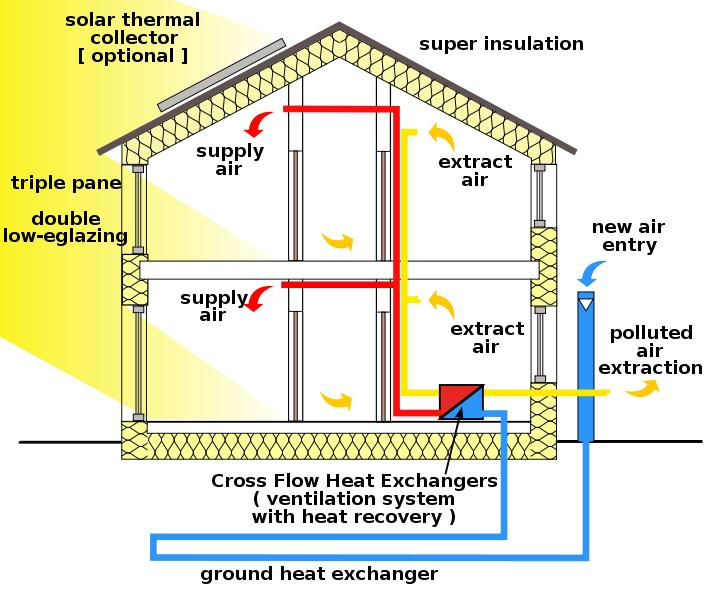 solar thermal
collector
[ optional ]
super insulation
supply
air
extract
air
triple pane
double
low-eglazing
new air
entry
supply
air
extract
air
polluted
air
extraction
Cross Flow Heat Exchangers
( ventilation system
with heat recovery )
ground heat exchanger